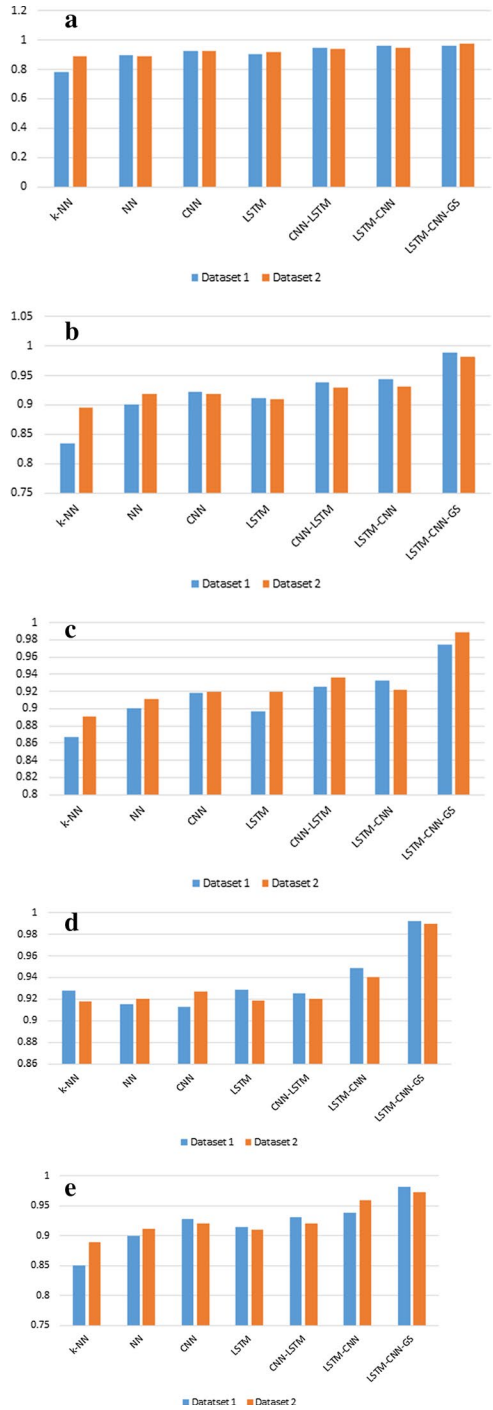 a
1.2
1
0.8
0.6
0.4
0.2
0
k-NN
NN
CNN
LSTM
CNN-LSTM
LSTM-CNN
LSTM-CNN-GS
Dataset 1
Dataset 2
b
1.05
1
0.95
0.9
0.85
0.8
0.75
k-NN
NN
CNN
LSTM
CNN-LSTM
LSTM-CNN
LSTM-CNN-GS
Dataset 1
Dataset 2
c
1
0.98
0.96
0.94
0.92
0.9
0.88
0.86
0.84
0.82
0.8
k-NN
NN
CNN
LSTM
CNN-LSTM
LSTM-CNN
LSTM-CNN-GS
Dataset 1
Dataset 2
d
1
0.98
0.96
0.94
0.92
0.9
0.88
0.86
k-NN
NN
CNN
LSTM
CNN-LSTM
LSTM-CNN
LSTM-CNN-GS
Dataset 1
Dataset 2
e
1
0.95
0.9
0.85
0.8
0.75
k-NN
NN
CNN
LSTM
CNN-LSTM
LSTM-CNN
LSTM-CNN-GS
Datatset 1
Dataset 2